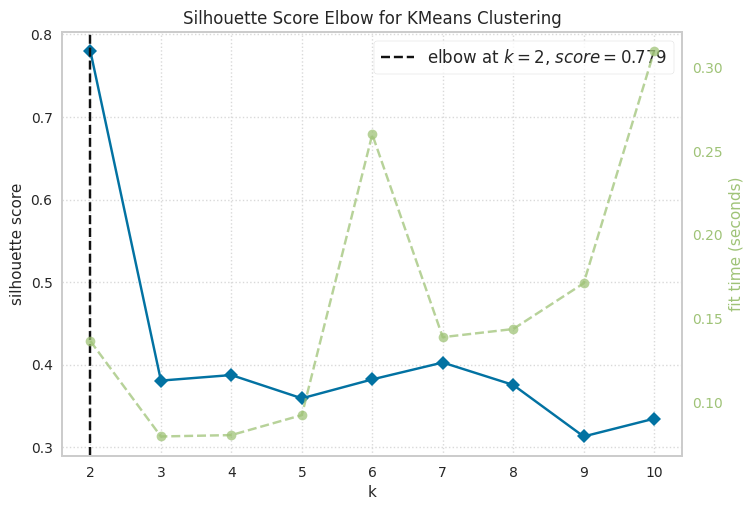 Silhouette Score Elbow for KMeans Clustering
elbow at k = 2, score = 0.779
silhouette score
0.8
0.7
0.6
0.5
0.4
0.3
2 3 4 5 6 7 8 9 10
k
0.30
0.25
0.20
0.15
0.10
fit time (seconds)